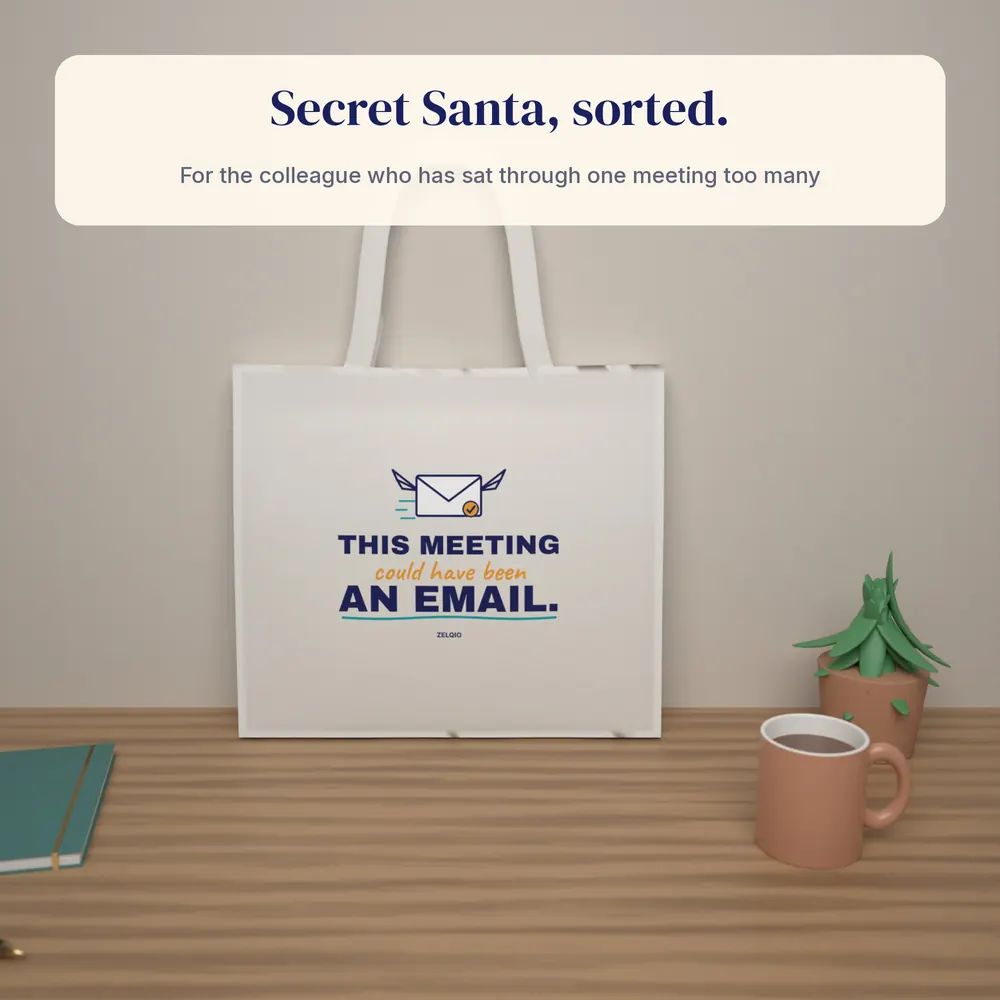 Secret Santa, sorted.
For the colleague who has sat through one meeting too many
THIS MEETING
could have been
AN EMAIL.
ZELQIO